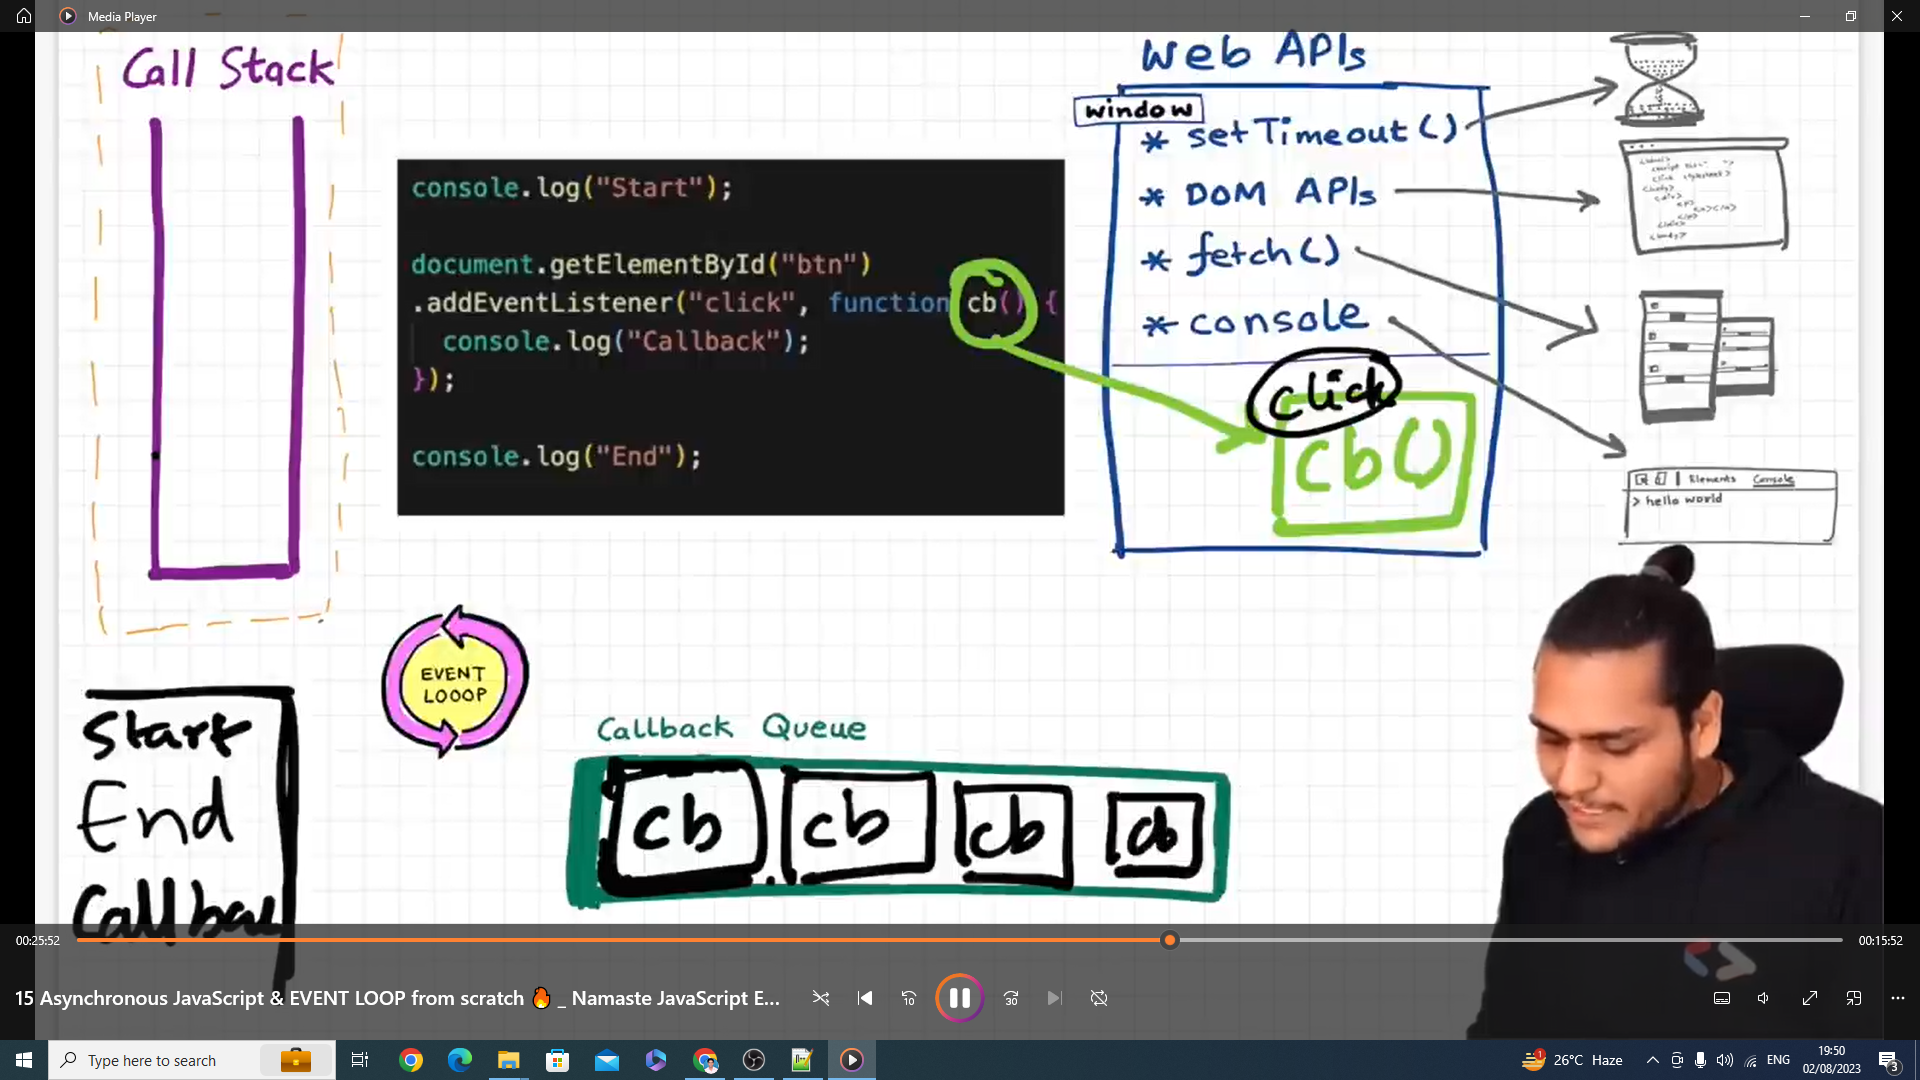 Media Player
Call Stack
console.log("Start");
document.getElementById("btn")
.addEventListener("click", function cb() {
console.log("Callback");
});
console.log("End");
Web APIs
window
* setTimeout()
* DOM APIs
* fetch()
* console
click
cb()
Elements Console
> hello world
EVENT
LOOOP
Start
End
Callbac
Callback Queue
cb cb cb cb
00:25:52
00:15:52
15 Asynchronous JavaScript & EVENT LOOP from scratch 🔥 _ Namaste JavaScript E...
10
30
Type here to search
1
26°C Haze
ENG
19:50
02/08/2023
3